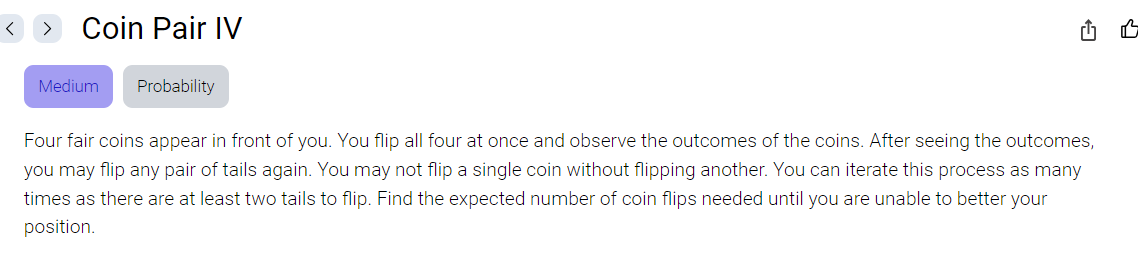 Coin Pair IV
Medium Probability
Four fair coins appear in front of you. You flip all four at once and observe the outcomes of the coins. After seeing the outcomes,
you may flip any pair of tails again. You may not flip a single coin without flipping another. You can iterate this process as many
times as there are at least two tails to flip. Find the expected number of coin flips needed until you are unable to better your
position.